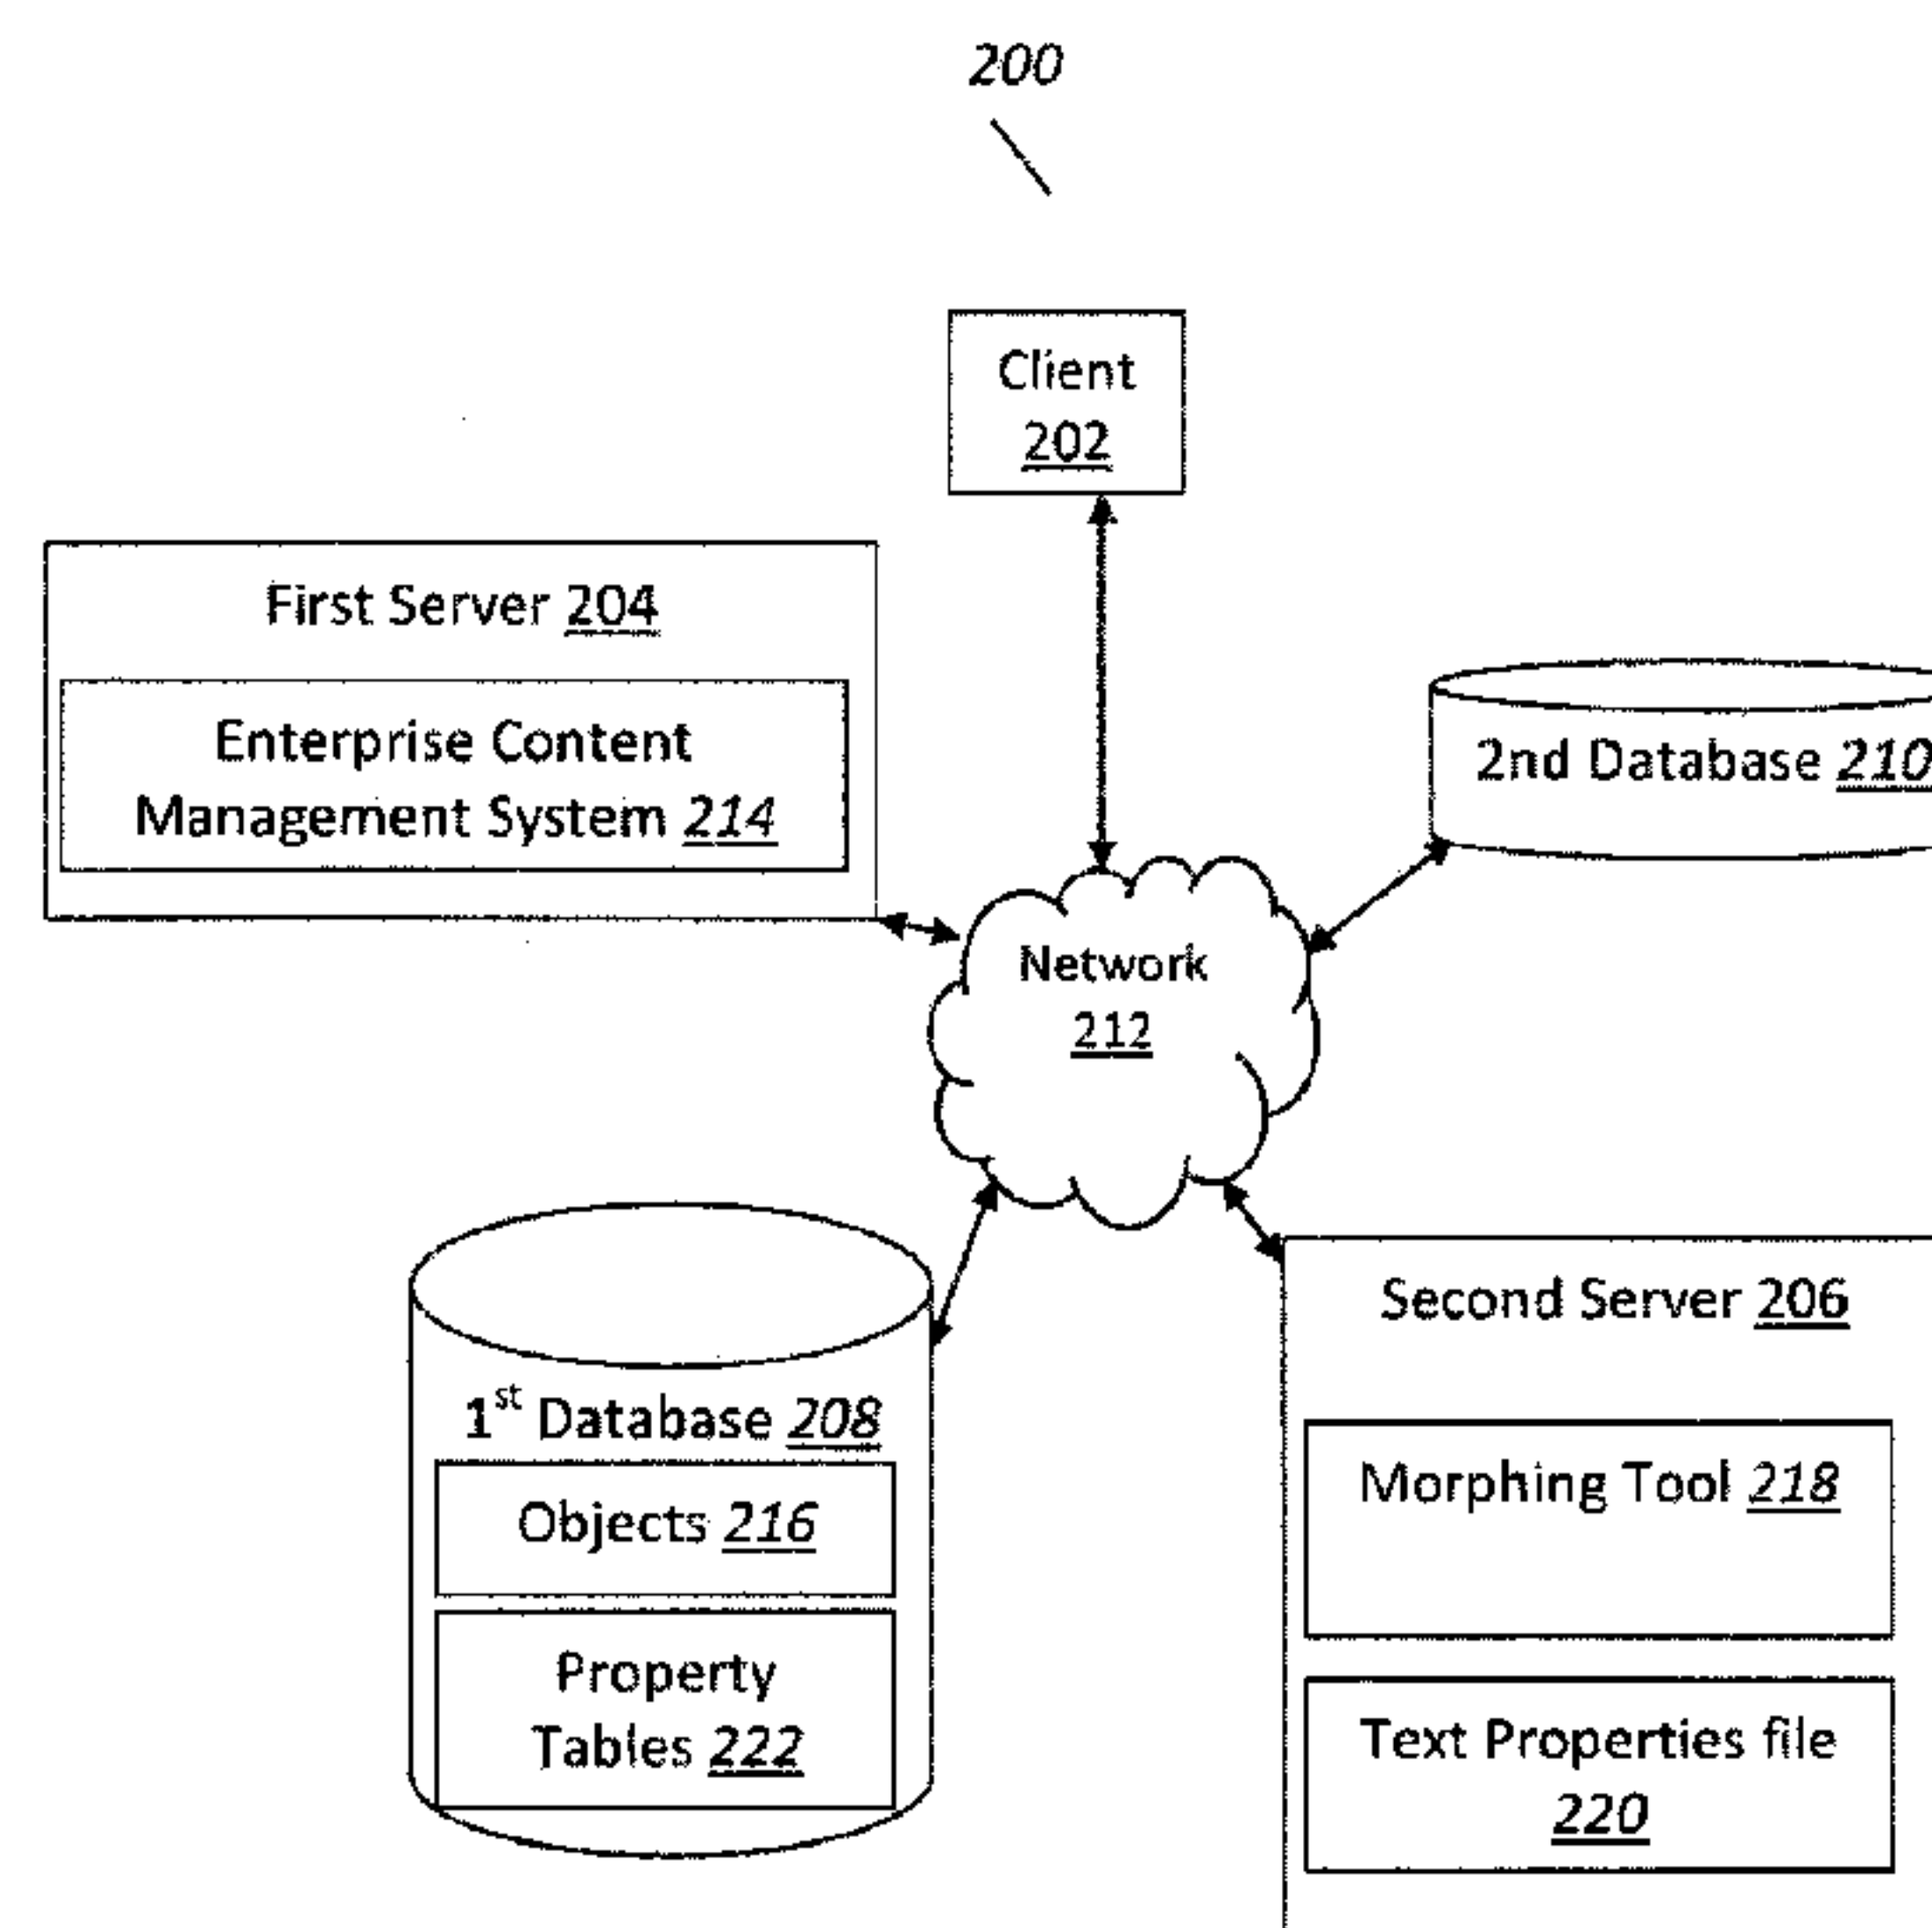 200
Client
202
First Server 204
Enterprise Content
Management System 214
2nd Database 210
Network
212
1st Database 208
Objects 216
Property
Tables 222
Second Server 206
Morphing Tool 218
Text Properties file
220